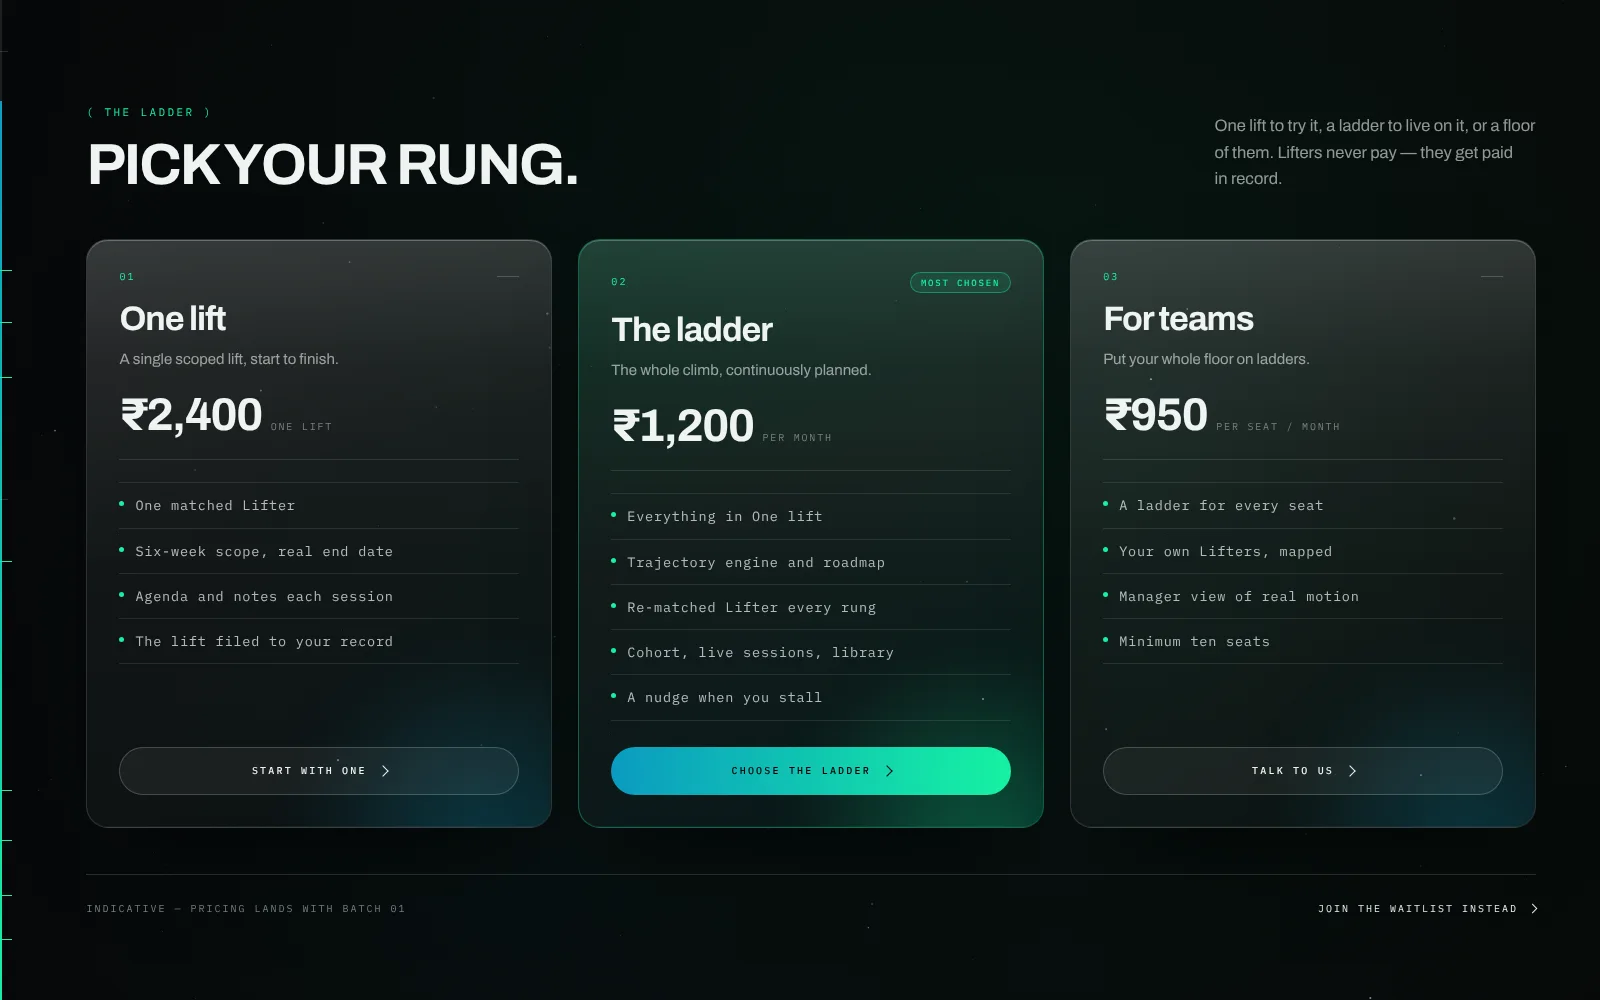 ( THE LADDER )
PICK YOUR RUNG.
One lift to try it, a ladder to live on it, or a floor
of them. Lifters never pay — they get paid
in record.
01
One lift
A single scoped lift, start to finish.
₹2,400 ONE LIFT
One matched Lifter
Six-week scope, real end date
Agenda and notes each session
The lift filed to your record
START WITH ONE
02
MOST CHOSEN
The ladder
The whole climb, continuously planned.
₹1,200 PER MONTH
Everything in One lift
Trajectory engine and roadmap
Re-matched Lifter every rung
Cohort, live sessions, library
A nudge when you stall
CHOOSE THE LADDER
03
For teams
Put your whole floor on ladders.
₹950 PER SEAT / MONTH
A ladder for every seat
Your own Lifters, mapped
Manager view of real motion
Minimum ten seats
TALK TO US
INDICATIVE — PRICING LANDS WITH BATCH 01
JOIN THE WAITLIST INSTEAD